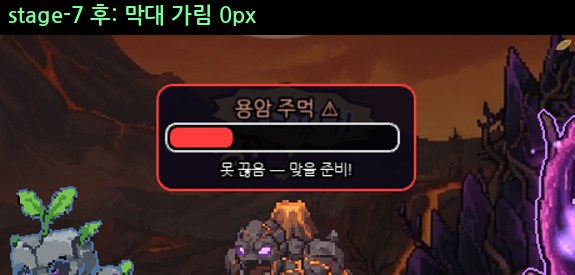 stage-7 후: 막대 가림 0px
용암 주먹 ⚠
못 끊음 — 맞을 준비!